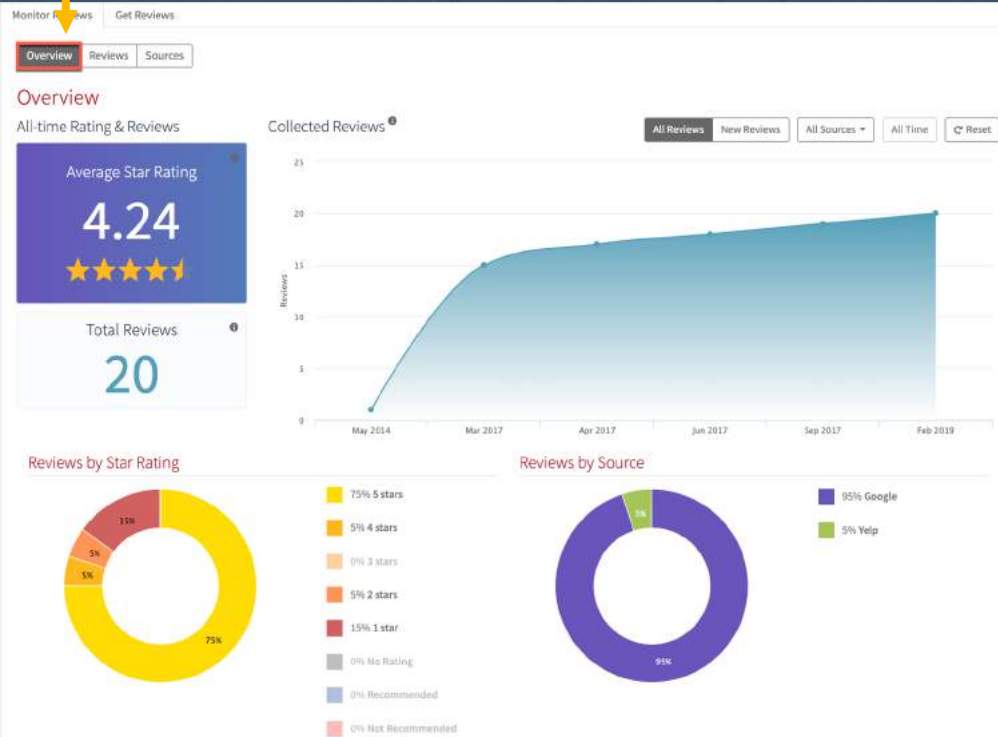 Monitor Reviews Get Reviews
Overview Reviews Sources
Overview
All-time Rating & Reviews
Average Star Rating
4.24
Total Reviews
20
Collected Reviews
All Reviews New Reviews All Sources All Time Reset
25
20
15
10
5
0
Reviews
May 2014 Mar 2017 Apr 2017 Jun 2017 Sep 2017 Feb 2019
Reviews by Star Rating
15%
5%
5%
75%
75% 5 stars
5% 4 stars
0% 3 stars
5% 2 stars
15% 1 star
0% No Rating
0% Recommended
0% Not Recommended
Reviews by Source
5%
95%
95% Google
5% Yelp